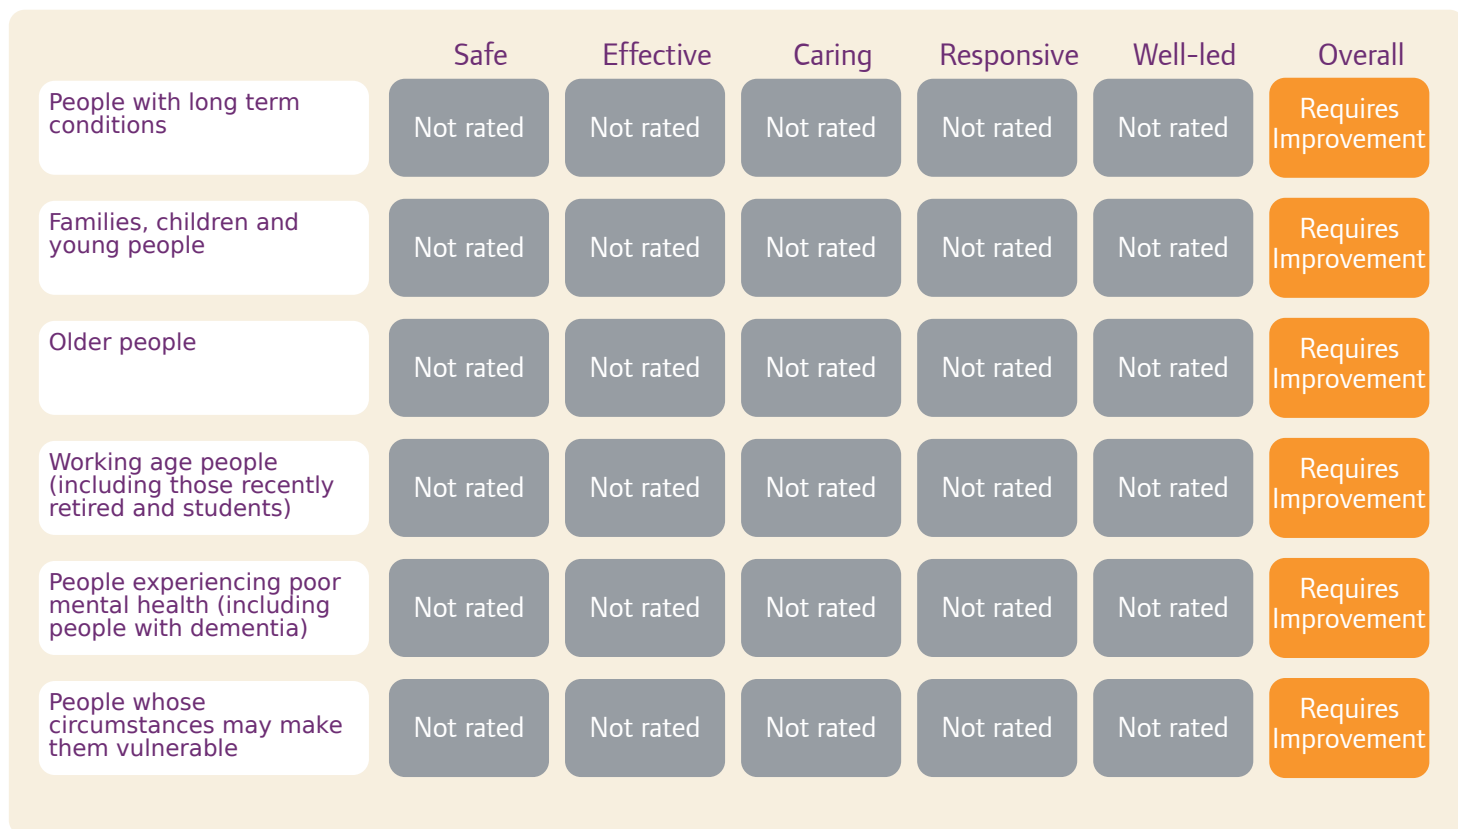 Safe Effective Caring Responsive Well-led Overall
People with long term
conditions
Not rated Not rated Not rated Not rated Not rated Requires
Improvement
Families, children and
young people
Not rated Not rated Not rated Not rated Not rated Requires
Improvement
Older people
Not rated Not rated Not rated Not rated Not rated Requires
Improvement
Working age people
(including those recently
retired and students)
Not rated Not rated Not rated Not rated Not rated Requires
Improvement
People experiencing poor
mental health (including
people with dementia)
Not rated Not rated Not rated Not rated Not rated Requires
Improvement
People whose
circumstances may make
them vulnerable
Not rated Not rated Not rated Not rated Not rated Requires
Improvement